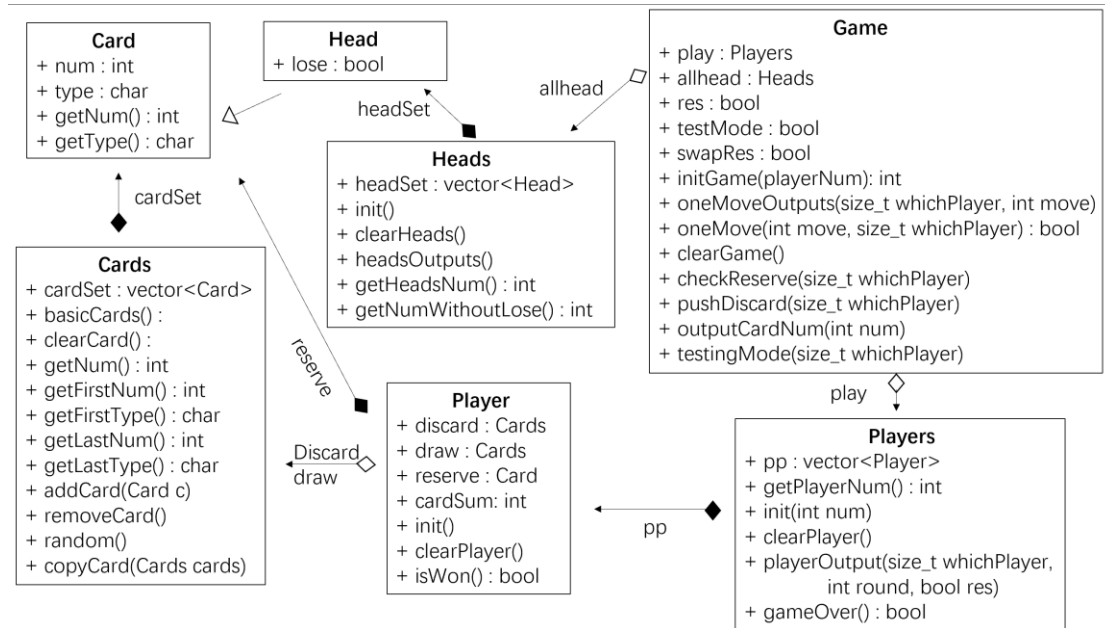 Card
+ num : int
+ type : char
+ getNum() : int
+ getType() : char
Head
+ lose : bool
Game
+ play : Players
+ allhead : Heads
+ res : bool
+ testMode : bool
+ swapRes : bool
+ initGame(playerNum): int
+ oneMoveOutputs(size_t whichPlayer, int move)
+ oneMove(int move, size_t whichPlayer) : bool
+ clearGame()
+ checkReserve(size_t whichPlayer)
+ pushDiscard(size_t whichPlayer)
+ outputCardNum(int num)
+ testingMode(size_t whichPlayer)
allhead
headSet
Heads
+ headSet : vector<Head>
+ init()
+ clearHeads()
+ headsOutputs()
+ getHeadsNum() : int
+ getNumWithoutLose() : int
cardSet
Cards
+ cardSet : vector<Card>
+ basicCards() :
+ clearCard() :
+ getNum() : int
+ getFirstNum() : int
+ getFirstType() : char
+ getLastNum() : int
+ getLastType() : char
+ addCard(Card c)
+ removeCard()
+ random()
+ copyCard(Cards cards)
reserve
Discard
draw
Player
+ discard : Cards
+ draw : Cards
+ reserve : Card
+ cardSum: int
+ init()
+ clearPlayer()
+ isWon() : bool
play
pp
Players
+ pp : vector<Player>
+ getPlayerNum() : int
+ init(int num)
+ clearPlayer()
+ playerOutput(size_t whichPlayer,
int round, bool res)
+ gameOver() : bool